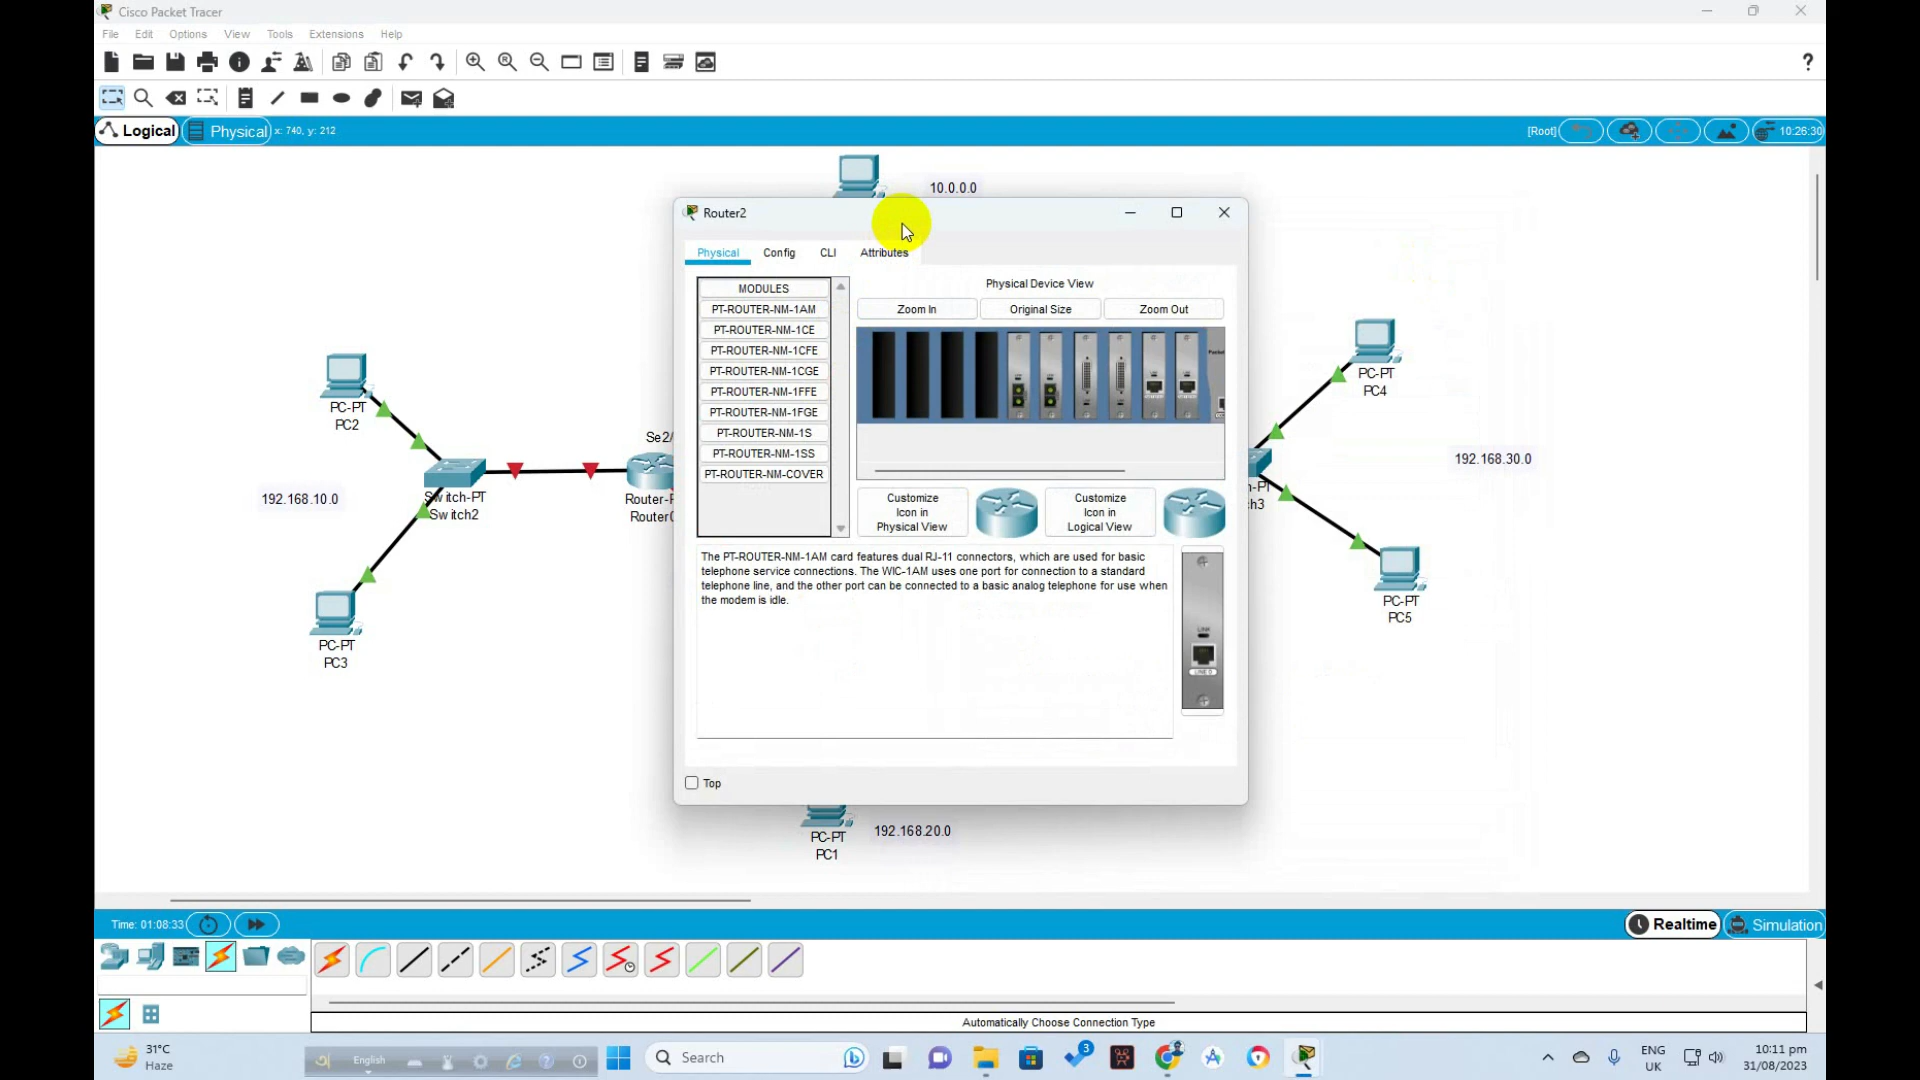 Cisco Packet Tracer
File Edit Options View Tools Extensions Help
?
Logical Physical x: 740, y: 212 [Root] 10:26:30
10.0.0.0
Router2
Physical Config CLI Attributes
MODULES
PT-ROUTER-NM-1AM
PT-ROUTER-NM-1CE
PT-ROUTER-NM-1CFE
PT-ROUTER-NM-1CGE
PT-ROUTER-NM-1FFE
PT-ROUTER-NM-1FGE
PT-ROUTER-NM-1S
PT-ROUTER-NM-1SS
PT-ROUTER-NM-COVER
Physical Device View
Zoom In Original Size Zoom Out
Customize
Icon in
Physical View
Customize
Icon in
Logical View
The PT-ROUTER-NM-1AM card features dual RJ-11 connectors, which are used for basic
telephone service connections. The WIC-1AM uses one port for connection to a standard
telephone line, and the other port can be connected to a basic analog telephone for use when
the modem is idle.
Top
PC-PT
PC2
Switch-PT
Switch2
192.168.10.0
PC-PT
PC3
Se2/
Router-P
Router0
PC-PT
PC4
192.168.30.0
h-PT
h3
PC-PT
PC5
PC-PT
PC1
192.168.20.0
Time: 01:08:33
Realtime Simulation
Automatically Choose Connection Type
31°C
Haze
English
Search
3
ENG
UK
10:11 pm
31/08/2023